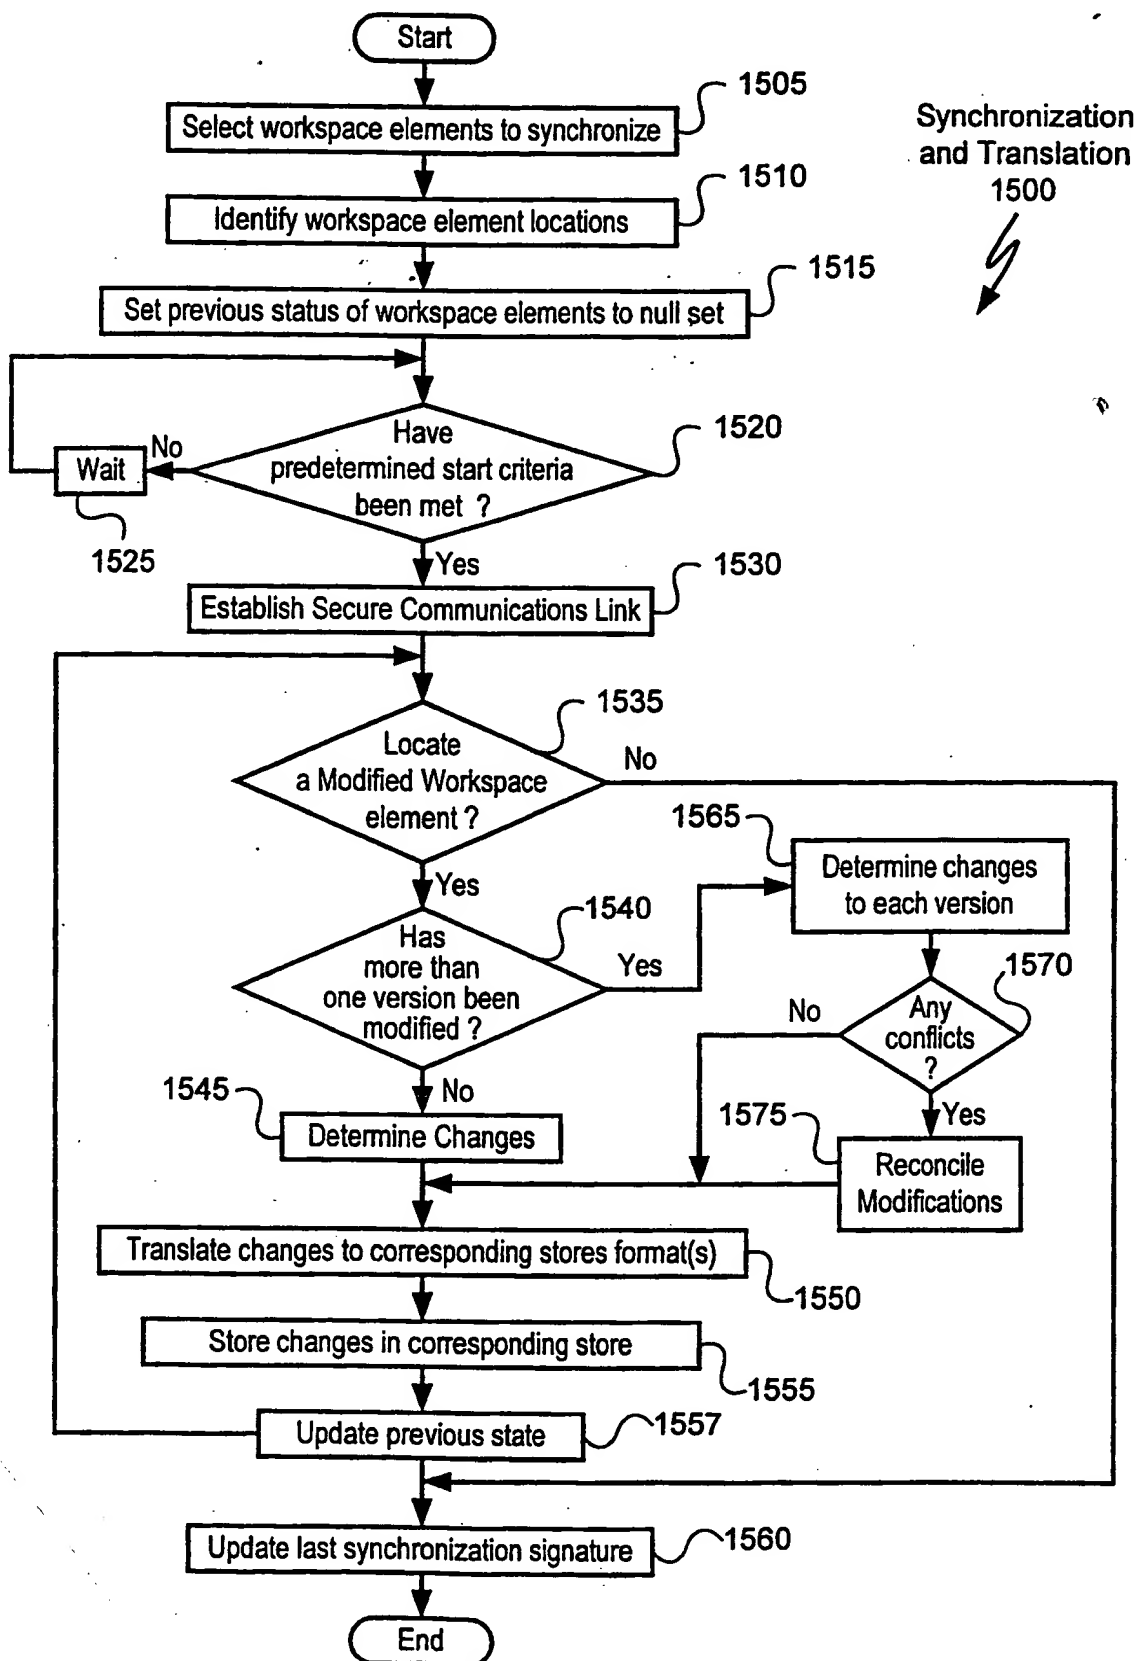 Start
1505
Select workspace elements to synchronize
Synchronization
and Translation
1500
1510
Identify workspace element locations
1515
Set previous status of workspace elements to null set
1520
Have
predetermined start criteria
been met ?
No
Wait
1525
Yes
1530
Establish Secure Communications Link
1535
Locate
a Modified Workspace
element ?
No
Yes
1565
Determine changes
to each version
1540
Has
more than
one version been
modified ?
Yes
1570
Any
conflicts
?
No
Yes
1575
Reconcile
Modifications
No
1545
Determine Changes
Translate changes to corresponding stores format(s)
1550
Store changes in corresponding store
1555
Update previous state
1557
Update last synchronization signature
1560
End